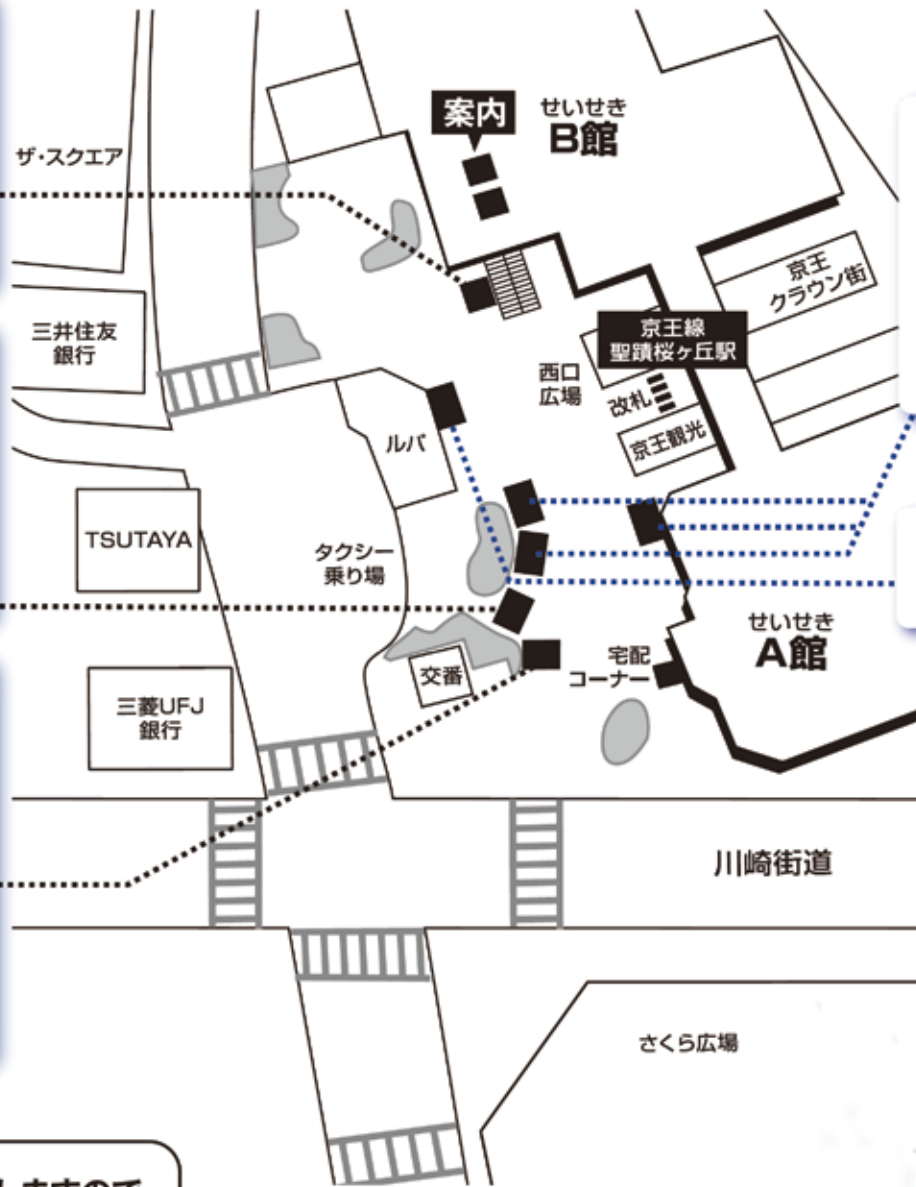 案内
せいせき
B館
ザ・スクエア
京王
クラウン街
三井住友
銀行
京王線
聖蹟桜ヶ丘駅
西口
広場
改札
京王観光
ルパ
TSUTAYA
タクシー
乗り場
せいせき
A館
宅配
コーナー
交番
三菱UFJ
銀行
川崎街道
さくら広場